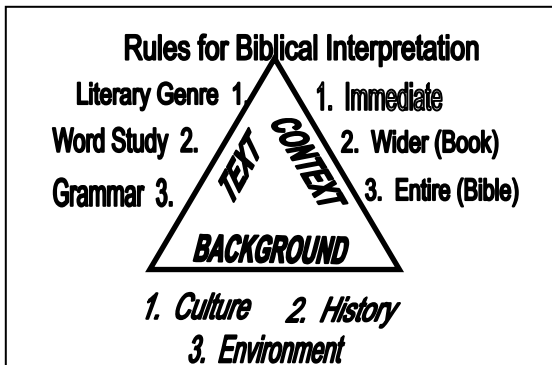 Rules for Biblical Interpretation
Literary Genre 1.
Word Study 2.
Grammar 3.
TEXT
CONTEXT
1. Immediate
2. Wider (Book)
3. Entire (Bible)
BACKGROUND
1. Culture 2. History
3. Environment